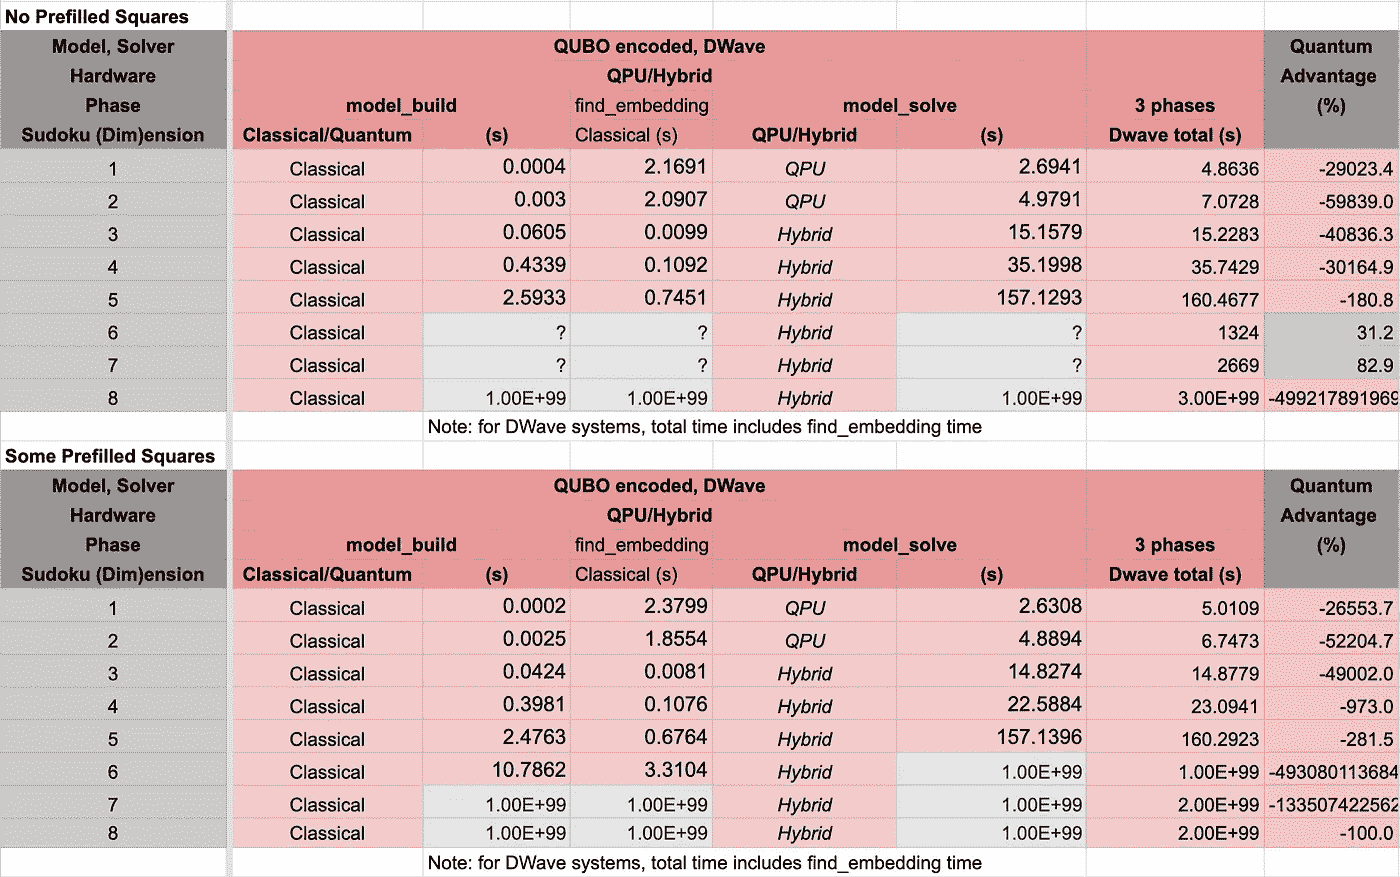 No Prefilled Squares
Model, Solver QUBO encoded, DWave Quantum
Hardware QPU/Hybrid Advantage
Phase model_build find_embedding model_solve 3 phases (%)
Sudoku (Dim)ension Classical/Quantum (s) Classical (s) QPU/Hybrid (s) Dwave total (s)
1 Classical 0.0004 2.1691 QPU 2.6941 4.8636 -29023.4
2 Classical 0.003 2.0907 QPU 4.9791 7.0728 -59839.0
3 Classical 0.0605 0.0099 Hybrid 15.1579 15.2283 -40836.3
4 Classical 0.4339 0.1092 Hybrid 35.1998 35.7429 -30164.9
5 Classical 2.5933 0.7451 Hybrid 157.1293 160.4677 -180.8
6 Classical ? ? Hybrid ? 1324 31.2
7 Classical ? ? Hybrid ? 2669 82.9
8 Classical 1.00E+99 1.00E+99 Hybrid 1.00E+99 3.00E+99 -499217891969
Note: for DWave systems, total time includes find_embedding time
Some Prefilled Squares
Model, Solver QUBO encoded, DWave Quantum
Hardware QPU/Hybrid Advantage
Phase model_build find_embedding model_solve 3 phases (%)
Sudoku (Dim)ension Classical/Quantum (s) Classical (s) QPU/Hybrid (s) Dwave total (s)
1 Classical 0.0002 2.3799 QPU 2.6308 5.0109 -26553.7
2 Classical 0.0025 1.8554 QPU 4.8894 6.7473 -52204.7
3 Classical 0.0424 0.0081 Hybrid 14.8274 14.8779 -49002.0
4 Classical 0.3981 0.1076 Hybrid 22.5884 23.0941 -973.0
5 Classical 2.4763 0.6764 Hybrid 157.1396 160.2923 -281.5
6 Classical 10.7862 3.3104 Hybrid 1.00E+99 1.00E+99 -493080113684
7 Classical 1.00E+99 1.00E+99 Hybrid 1.00E+99 2.00E+99 -133507422562
8 Classical 1.00E+99 1.00E+99 Hybrid 1.00E+99 2.00E+99 -100.0
Note: for DWave systems, total time includes find_embedding time